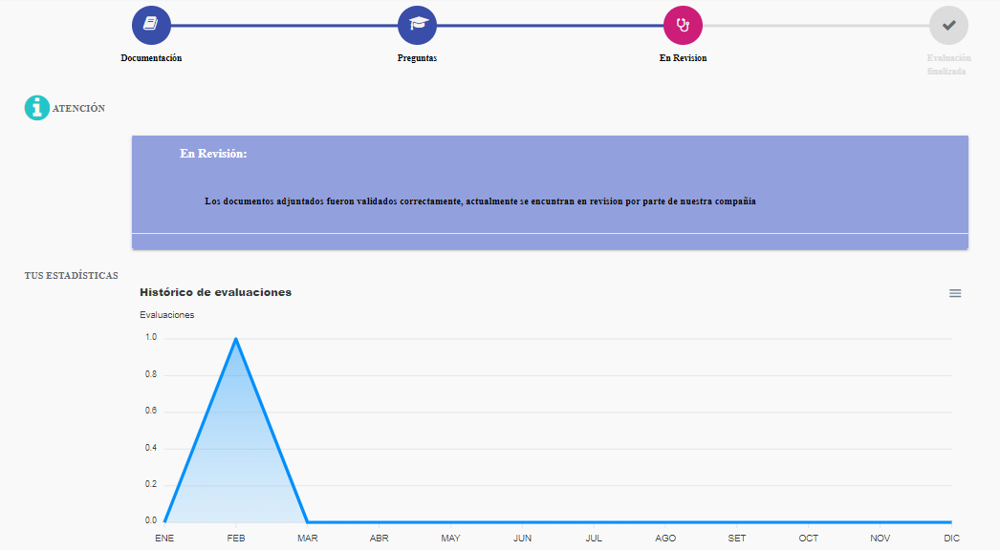 Documentación
Preguntas
En Revision
Evaluación
finalizada
ATENCIÓN
En Revisión:
Los documentos adjuntados fueron validados correctamente, actualmente se encuntran en revision por parte de nuestra compañia
TUS ESTADÍSTICAS
Histórico de evaluaciones
Evaluaciones
1.0
0.8
0.6
0.4
0.2
0.0
ENE FEB MAR ABR MAY JUN JUL AGO SET OCT NOV DIC